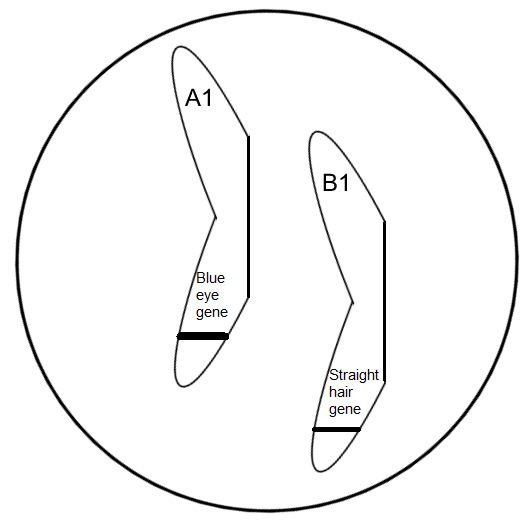 A1
B1
Blue
eye
gene
Straight
hair
gene